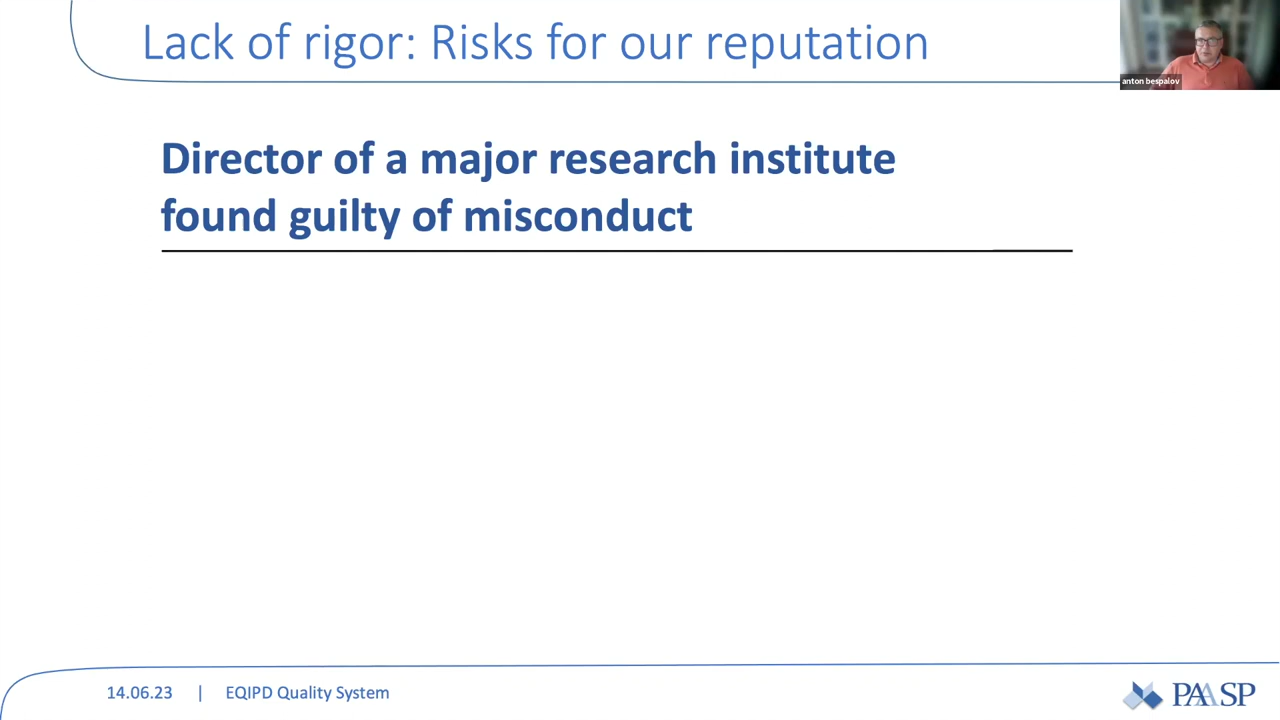 Lack of rigor: Risks for our reputation
anton bespalov
Director of a major research institute
found guilty of misconduct
14.06.23 | EQIPD Quality System
PAASP